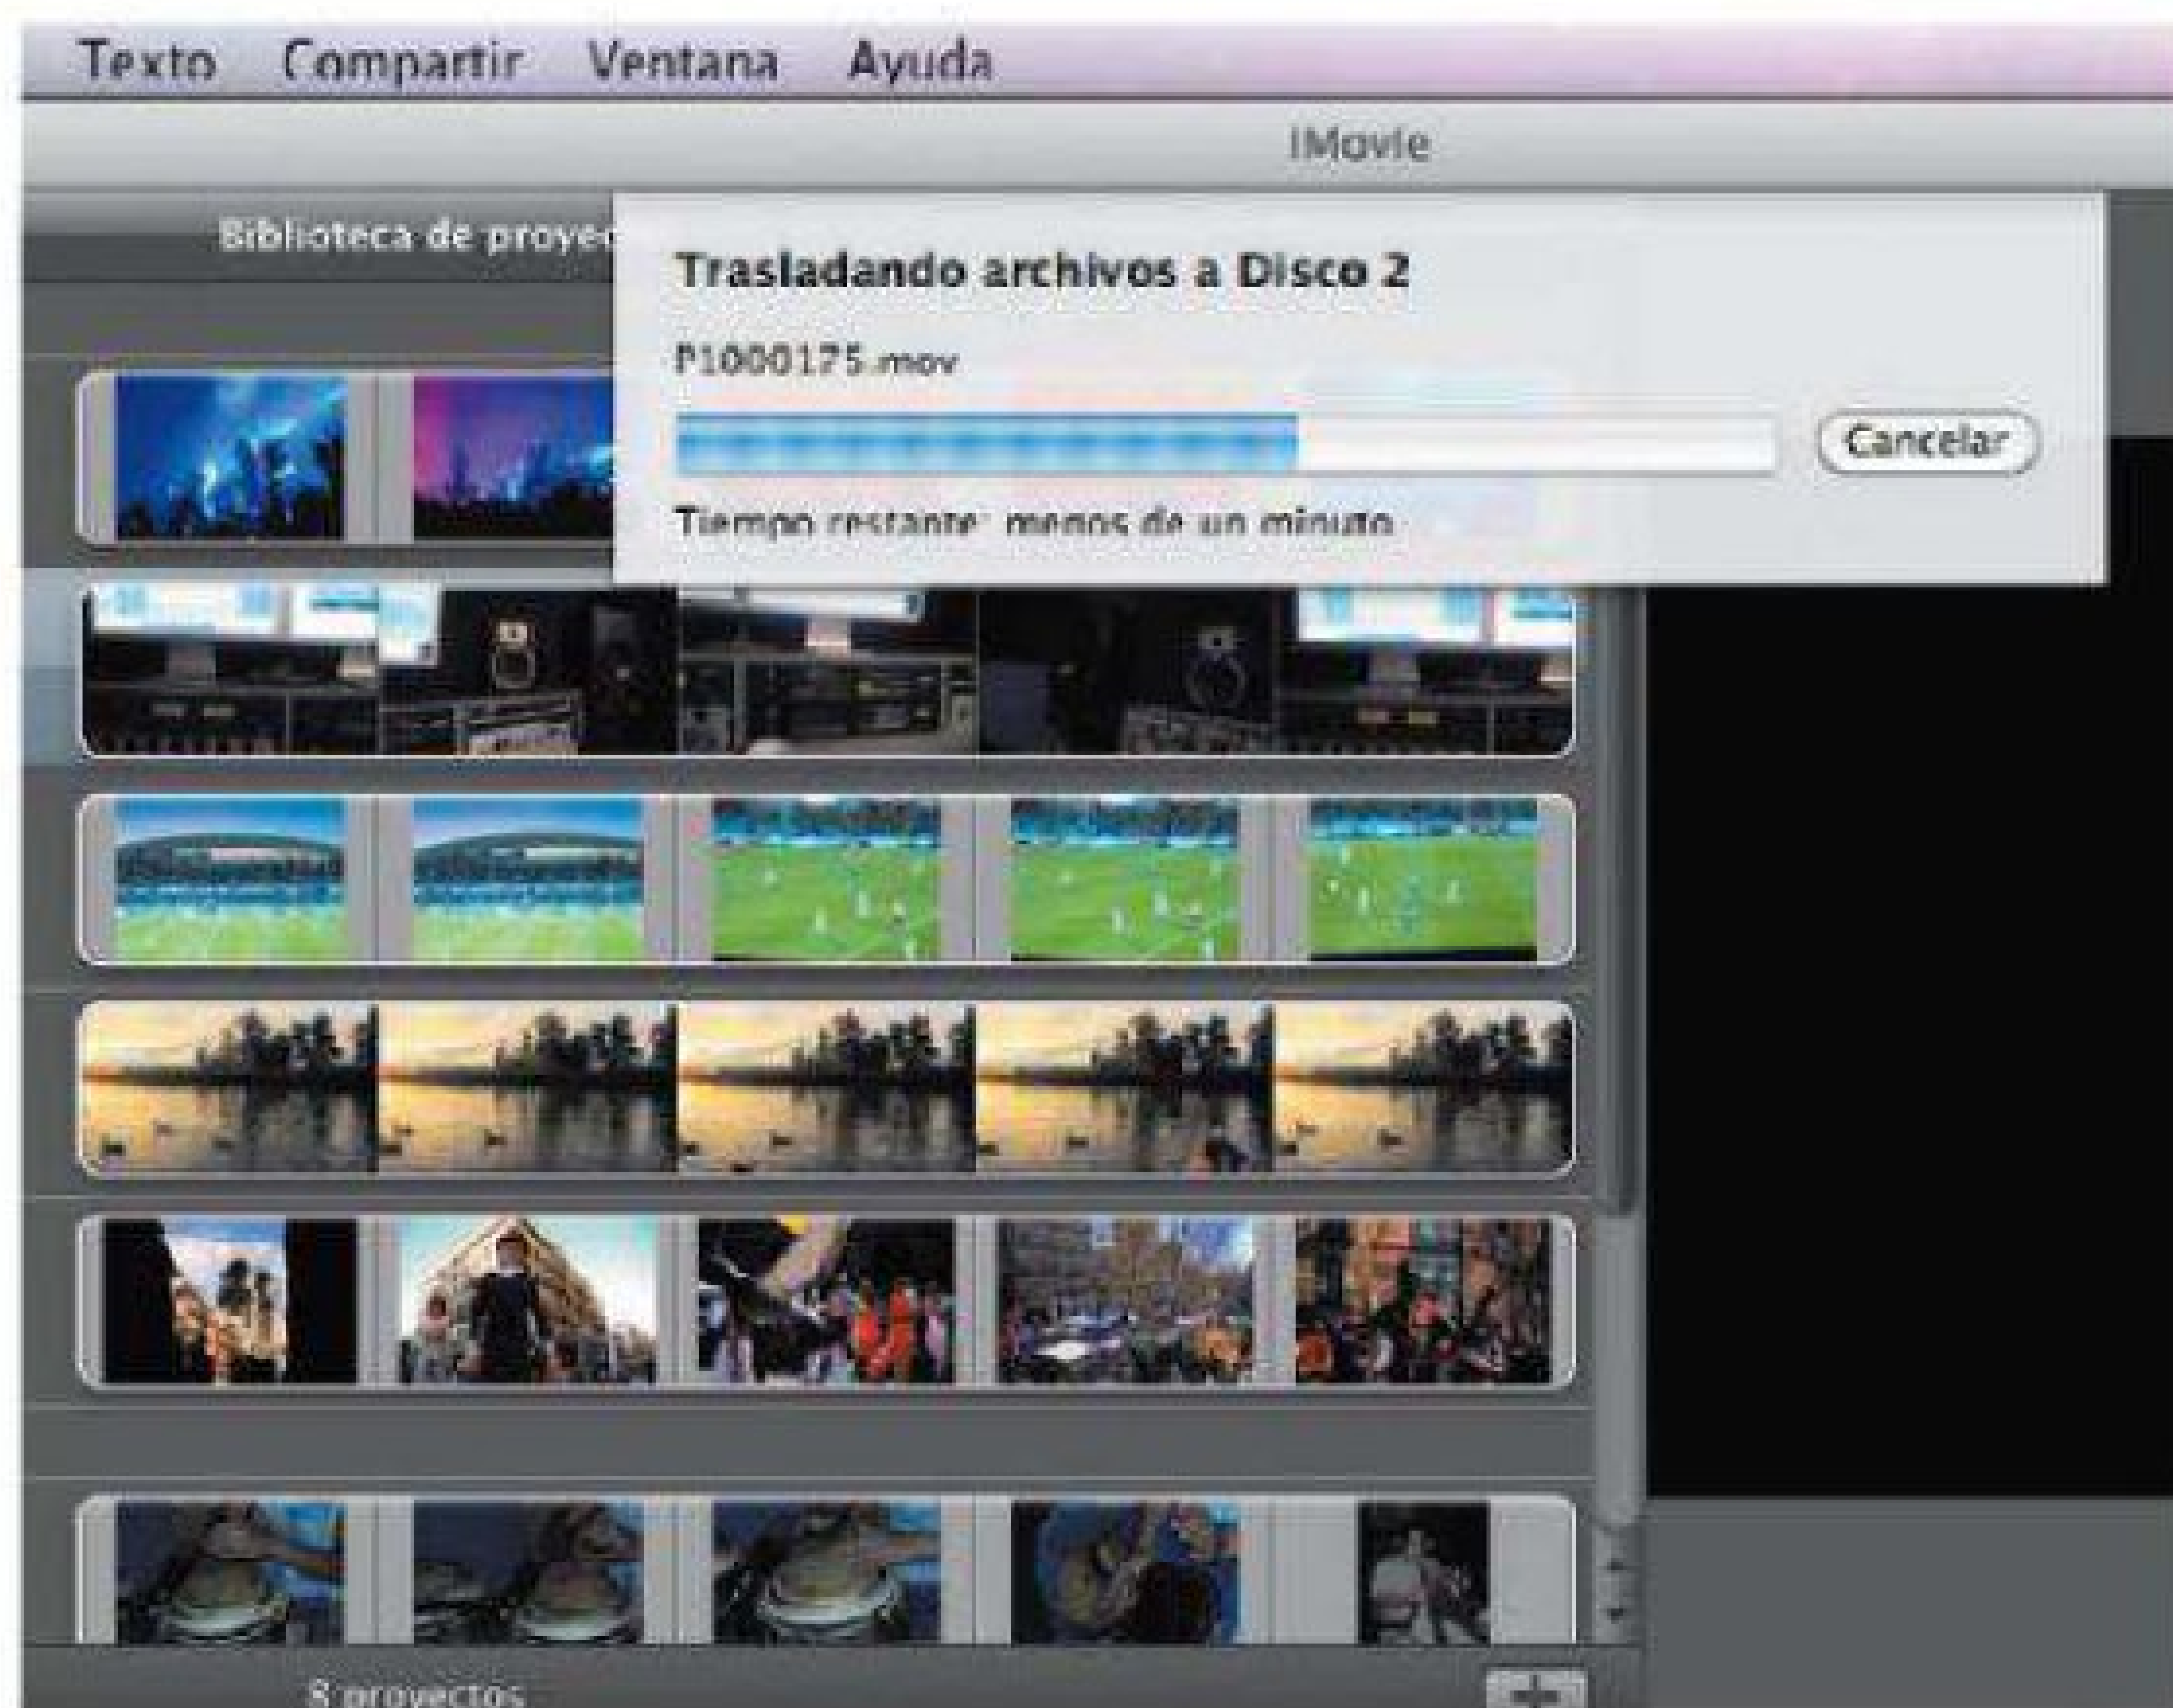 Texto Compartir Ventana Ayuda
iMovie
Biblioteca de proyec
Trasladando archivos a Disco 2
P1000175.mov
Cancelar
Tiempo restante: menos de un minuto
8 proyectos